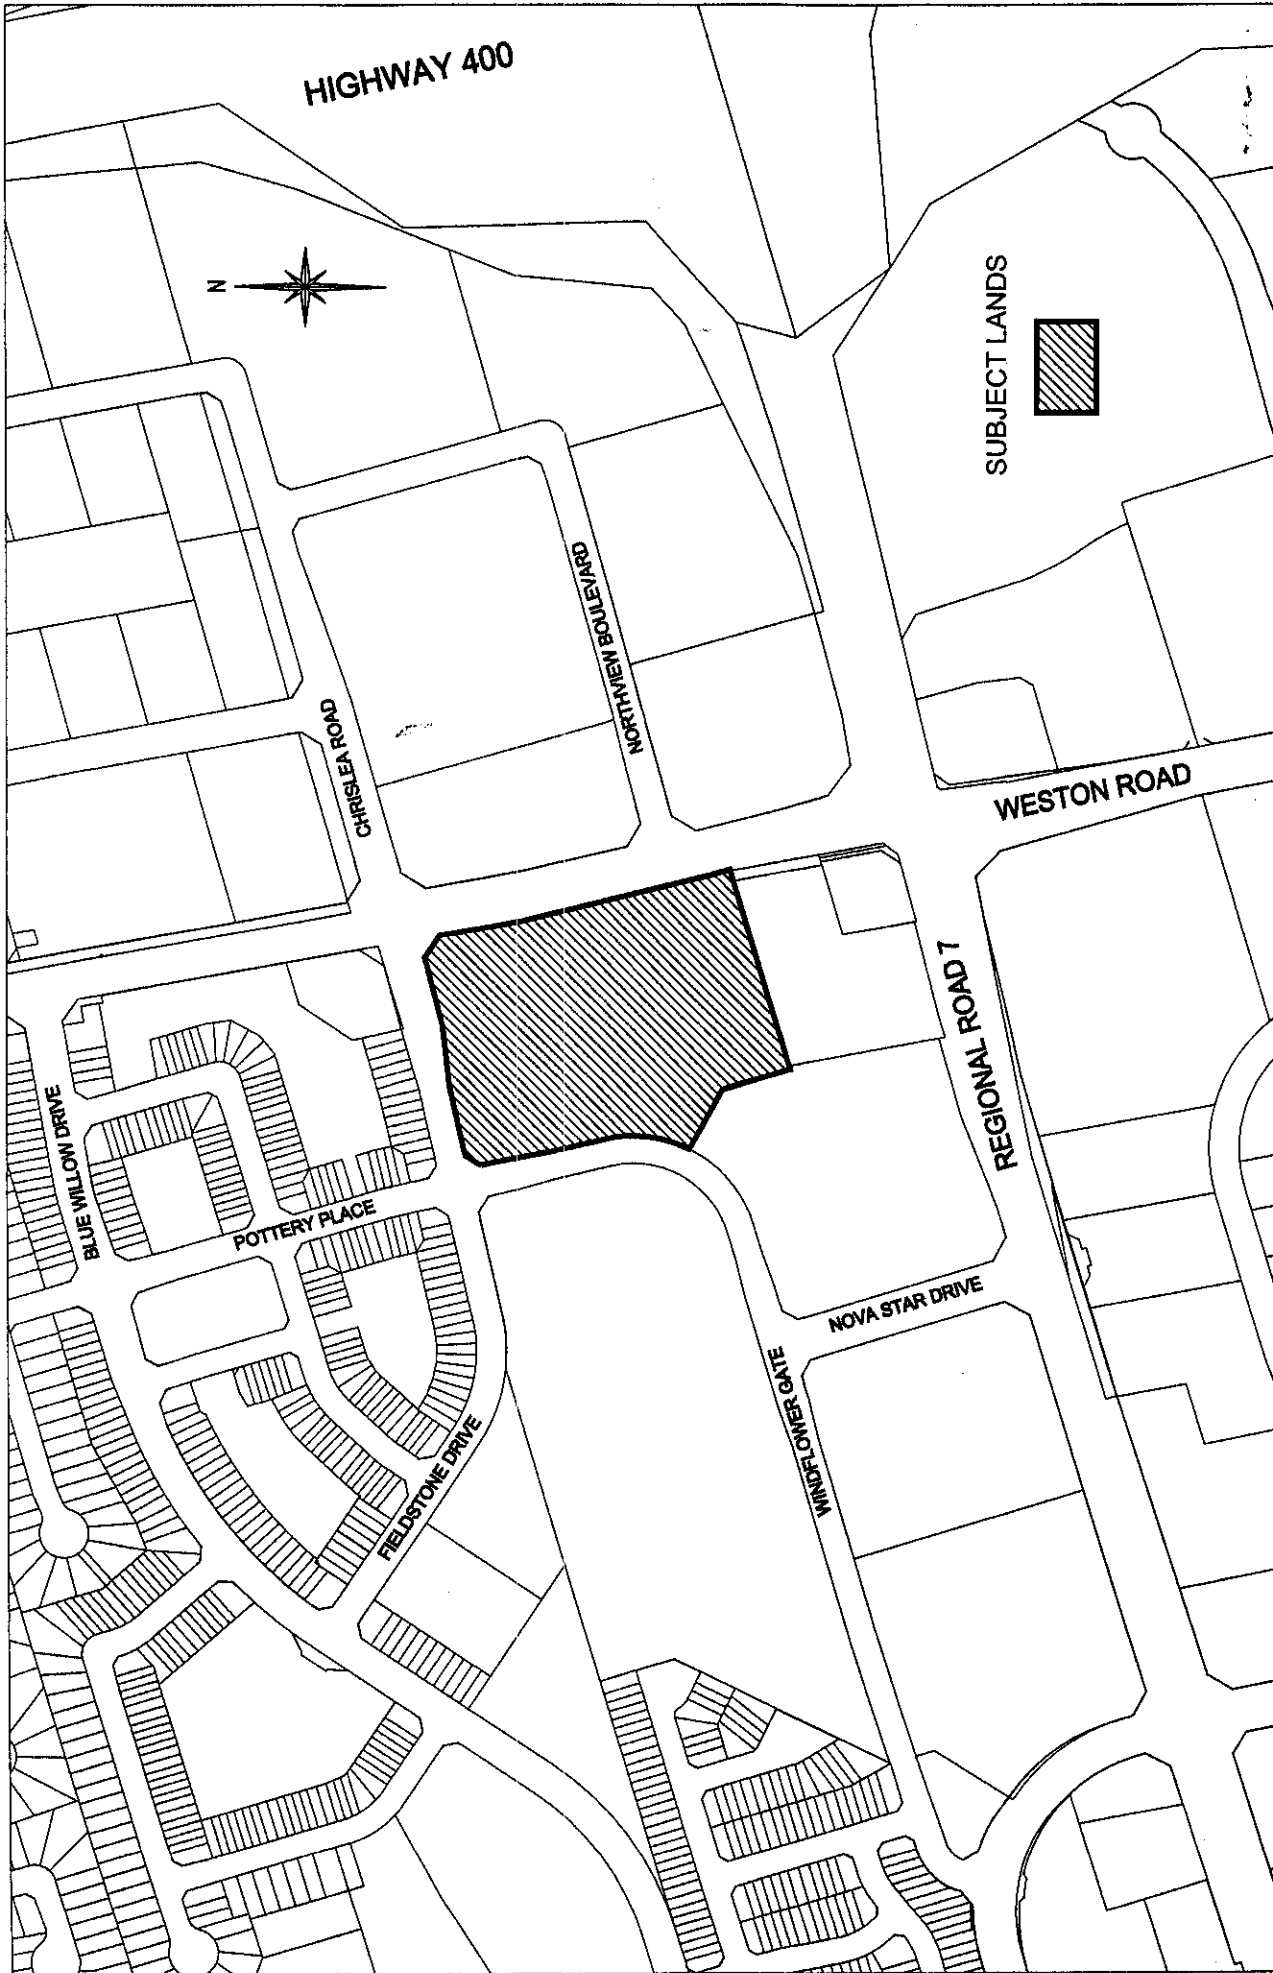 HIGHWAY 400
N
SUBJECT LANDS
NORTHVIEW BOULEVARD
CHRISLEA ROAD
WESTON ROAD
REGIONAL ROAD 7
BLUE WILLOW DRIVE
POTTERY PLACE
NOVA STAR DRIVE
WINDFLOWER GATE
FIELDSTONE DRIVE